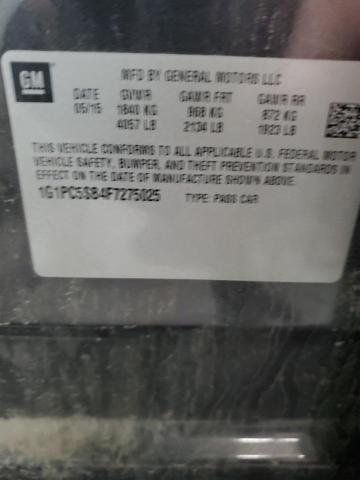 GM
MFD BY GENERAL MOTORS LLC
DATE GVWR GAWR FRT GAWR RR
05/15 1840 KG 968 KG 872 KG
4057 LB 2134 LB 1923 LB
THIS VEHICLE CONFORMS TO ALL APPLICABLE U.S. FEDERAL MOTOR
VEHICLE SAFETY, BUMPER, AND THEFT PREVENTION STANDARDS IN
EFFECT ON THE DATE OF MANUFACTURE SHOWN ABOVE.
1G1PC5SB4F7275025 TYPE: PASS CAR